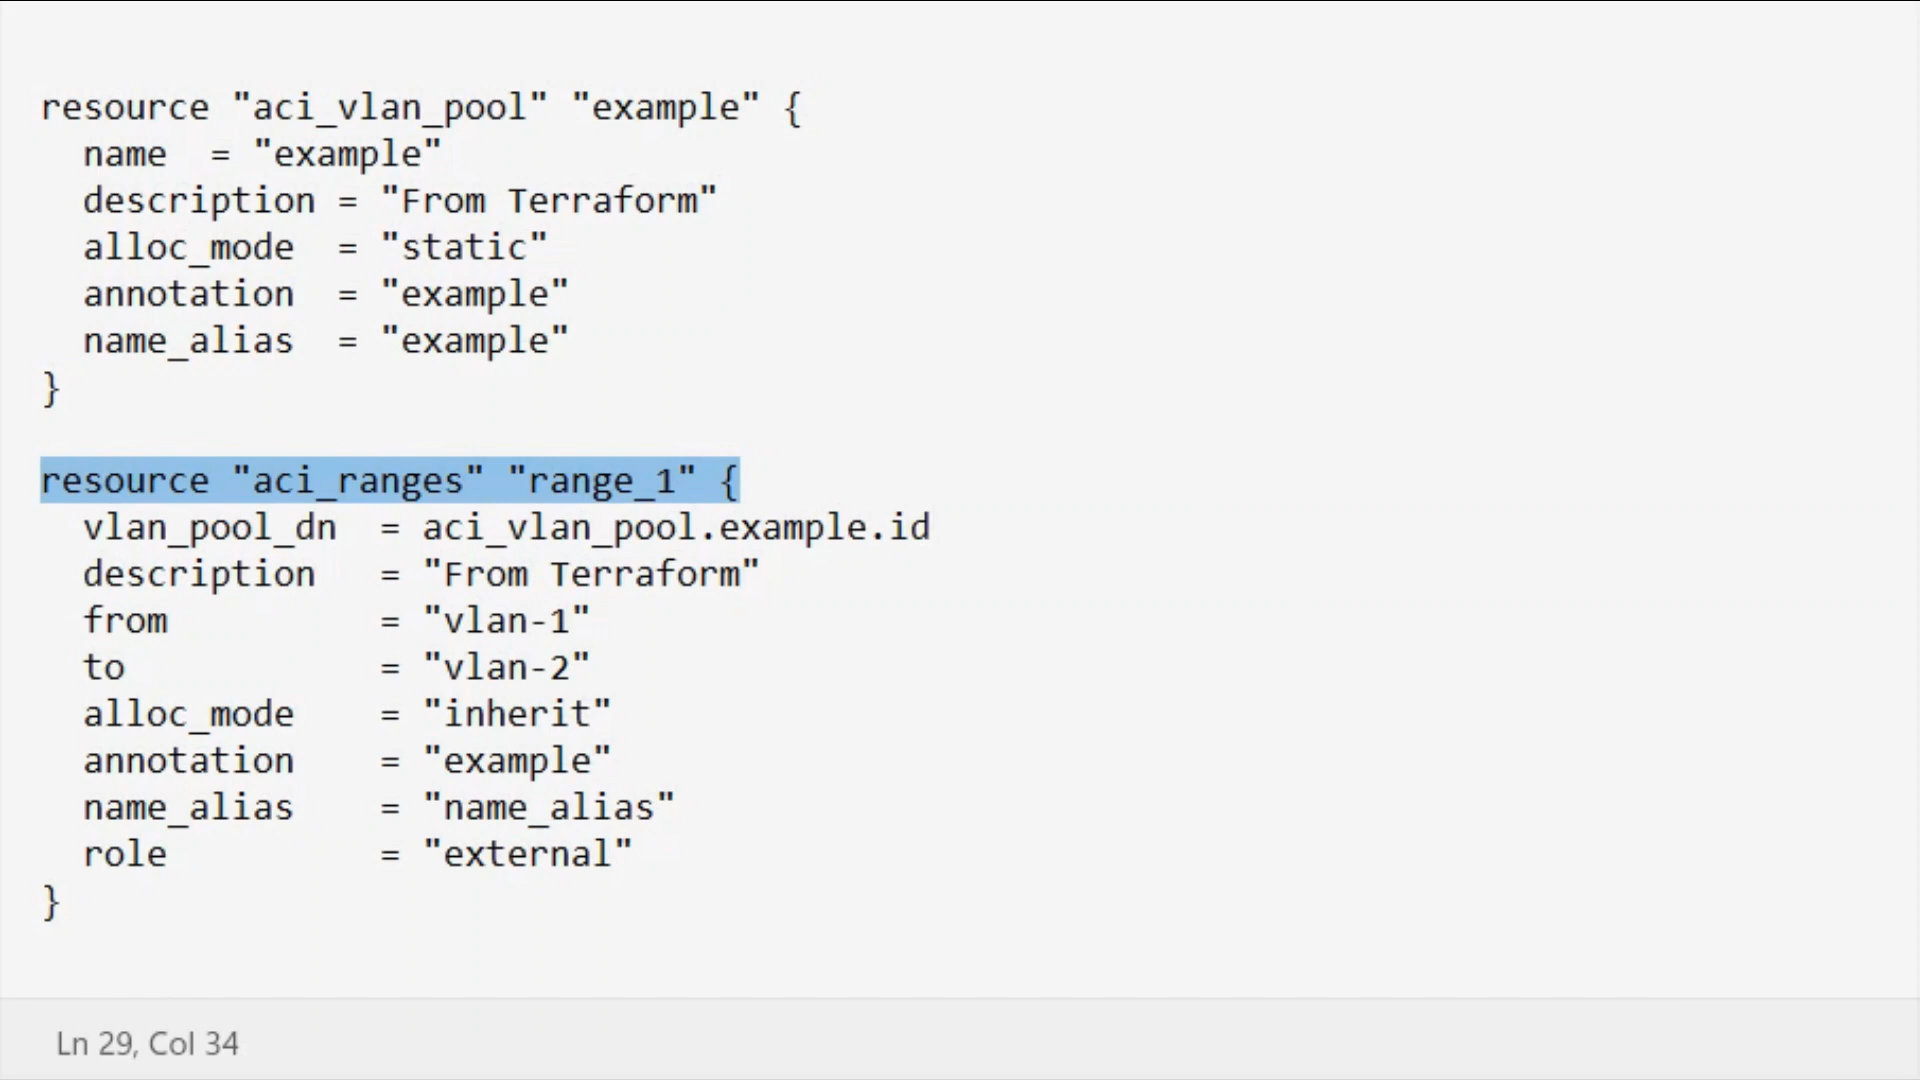 resource "aci_vlan_pool" "example" {
  name  = "example"
  description = "From Terraform"
  alloc_mode  = "static"
  annotation  = "example"
  name_alias  = "example"
}

resource "aci_ranges" "range_1" {
  vlan_pool_dn  = aci_vlan_pool.example.id
  description   = "From Terraform"
  from          = "vlan-1"
  to            = "vlan-2"
  alloc_mode    = "inherit"
  annotation    = "example"
  name_alias    = "name_alias"
  role          = "external"
}
Ln 29, Col 34